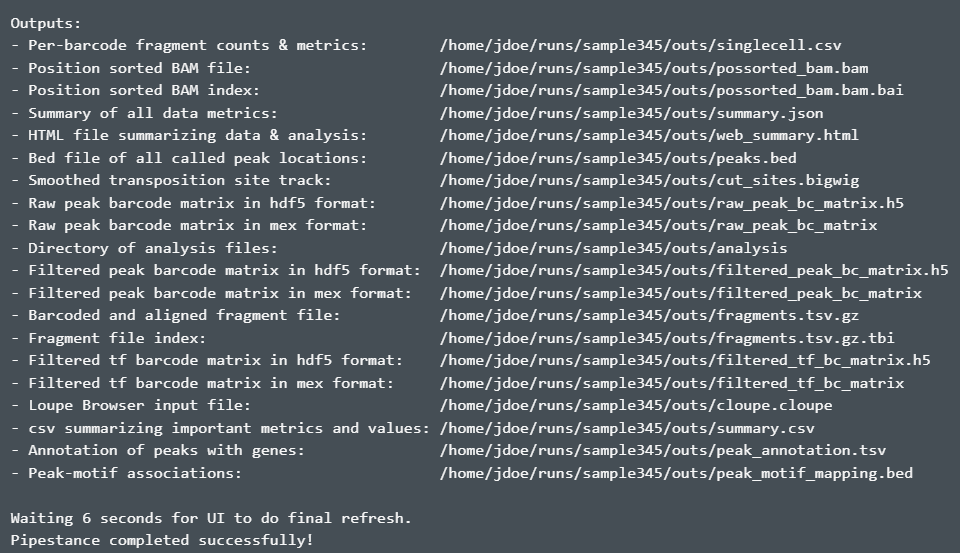 Outputs:
- Per-barcode fragment counts & metrics:        /home/jdoe/runs/sample345/outs/singlecell.csv
- Position sorted BAM file:                     /home/jdoe/runs/sample345/outs/possorted_bam.bam
- Position sorted BAM index:                    /home/jdoe/runs/sample345/outs/possorted_bam.bam.bai
- Summary of all data metrics:                  /home/jdoe/runs/sample345/outs/summary.json
- HTML file summarizing data & analysis:        /home/jdoe/runs/sample345/outs/web_summary.html
- Bed file of all called peak locations:        /home/jdoe/runs/sample345/outs/peaks.bed
- Smoothed transposition site track:            /home/jdoe/runs/sample345/outs/cut_sites.bigwig
- Raw peak barcode matrix in hdf5 format:       /home/jdoe/runs/sample345/outs/raw_peak_bc_matrix.h5
- Raw peak barcode matrix in mex format:        /home/jdoe/runs/sample345/outs/raw_peak_bc_matrix
- Directory of analysis files:                  /home/jdoe/runs/sample345/outs/analysis
- Filtered peak barcode matrix in hdf5 format:  /home/jdoe/runs/sample345/outs/filtered_peak_bc_matrix.h5
- Filtered peak barcode matrix in mex format:   /home/jdoe/runs/sample345/outs/filtered_peak_bc_matrix
- Barcoded and aligned fragment file:           /home/jdoe/runs/sample345/outs/fragments.tsv.gz
- Fragment file index:                          /home/jdoe/runs/sample345/outs/fragments.tsv.gz.tbi
- Filtered tf barcode matrix in hdf5 format:    /home/jdoe/runs/sample345/outs/filtered_tf_bc_matrix.h5
- Filtered tf barcode matrix in mex format:     /home/jdoe/runs/sample345/outs/filtered_tf_bc_matrix
- Loupe Browser input file:                     /home/jdoe/runs/sample345/outs/cloupe.cloupe
- csv summarizing important metrics and values: /home/jdoe/runs/sample345/outs/summary.csv
- Annotation of peaks with genes:               /home/jdoe/runs/sample345/outs/peak_annotation.tsv
- Peak-motif associations:                      /home/jdoe/runs/sample345/outs/peak_motif_mapping.bed

Waiting 6 seconds for UI to do final refresh.
Pipestance completed successfully!